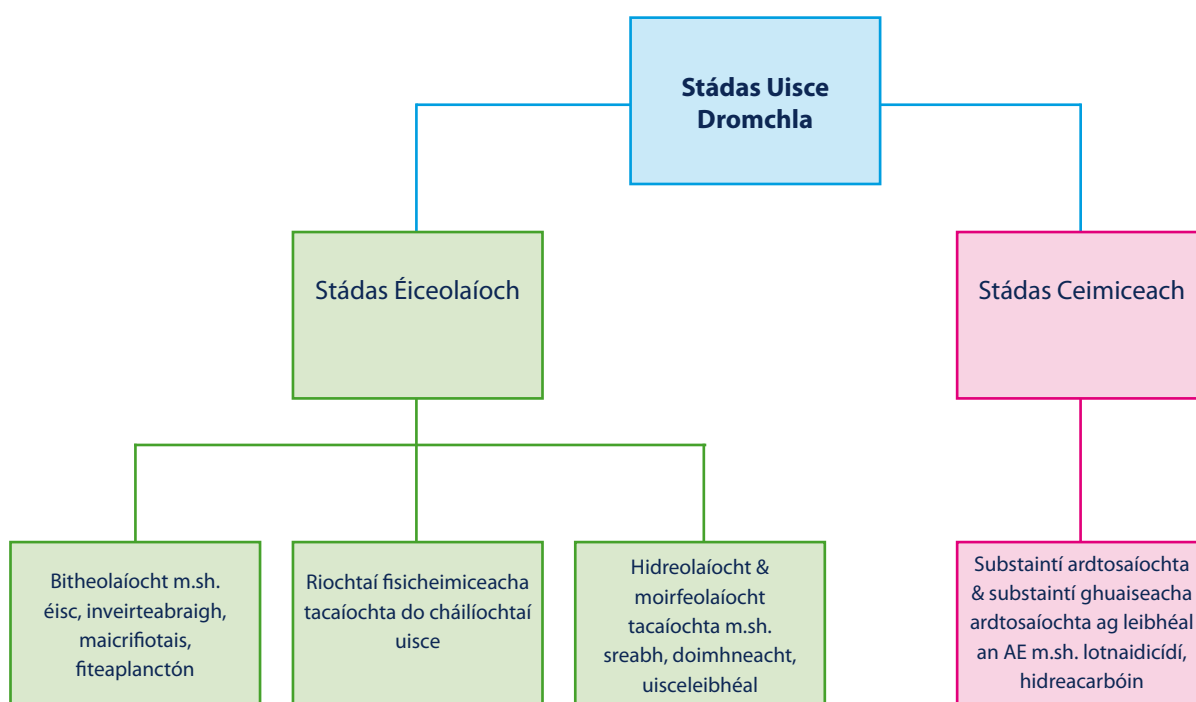 Stádas Uisce
Dromchla
Stádas Éiceolaíoch
Stádas Ceimiceach
Bitheolaíocht m.sh.
éisc, inveirteabraigh,
maicrifiotais,
fiteaplanctón
Riochtaí fisicheimiceacha
tacaíochta do cháilíochtaí
uisce
Hidreolaíocht &
moirfeolaíocht
tacaíochta m.sh.
sreabh, doimhneacht,
uisceleibhéal
Substaintí ardtosaíochta
& substaintí ghuaiseacha
ardtosaíochta ag leibhéal
an AE m.sh. lotnaidicídí,
hidreacarbóin